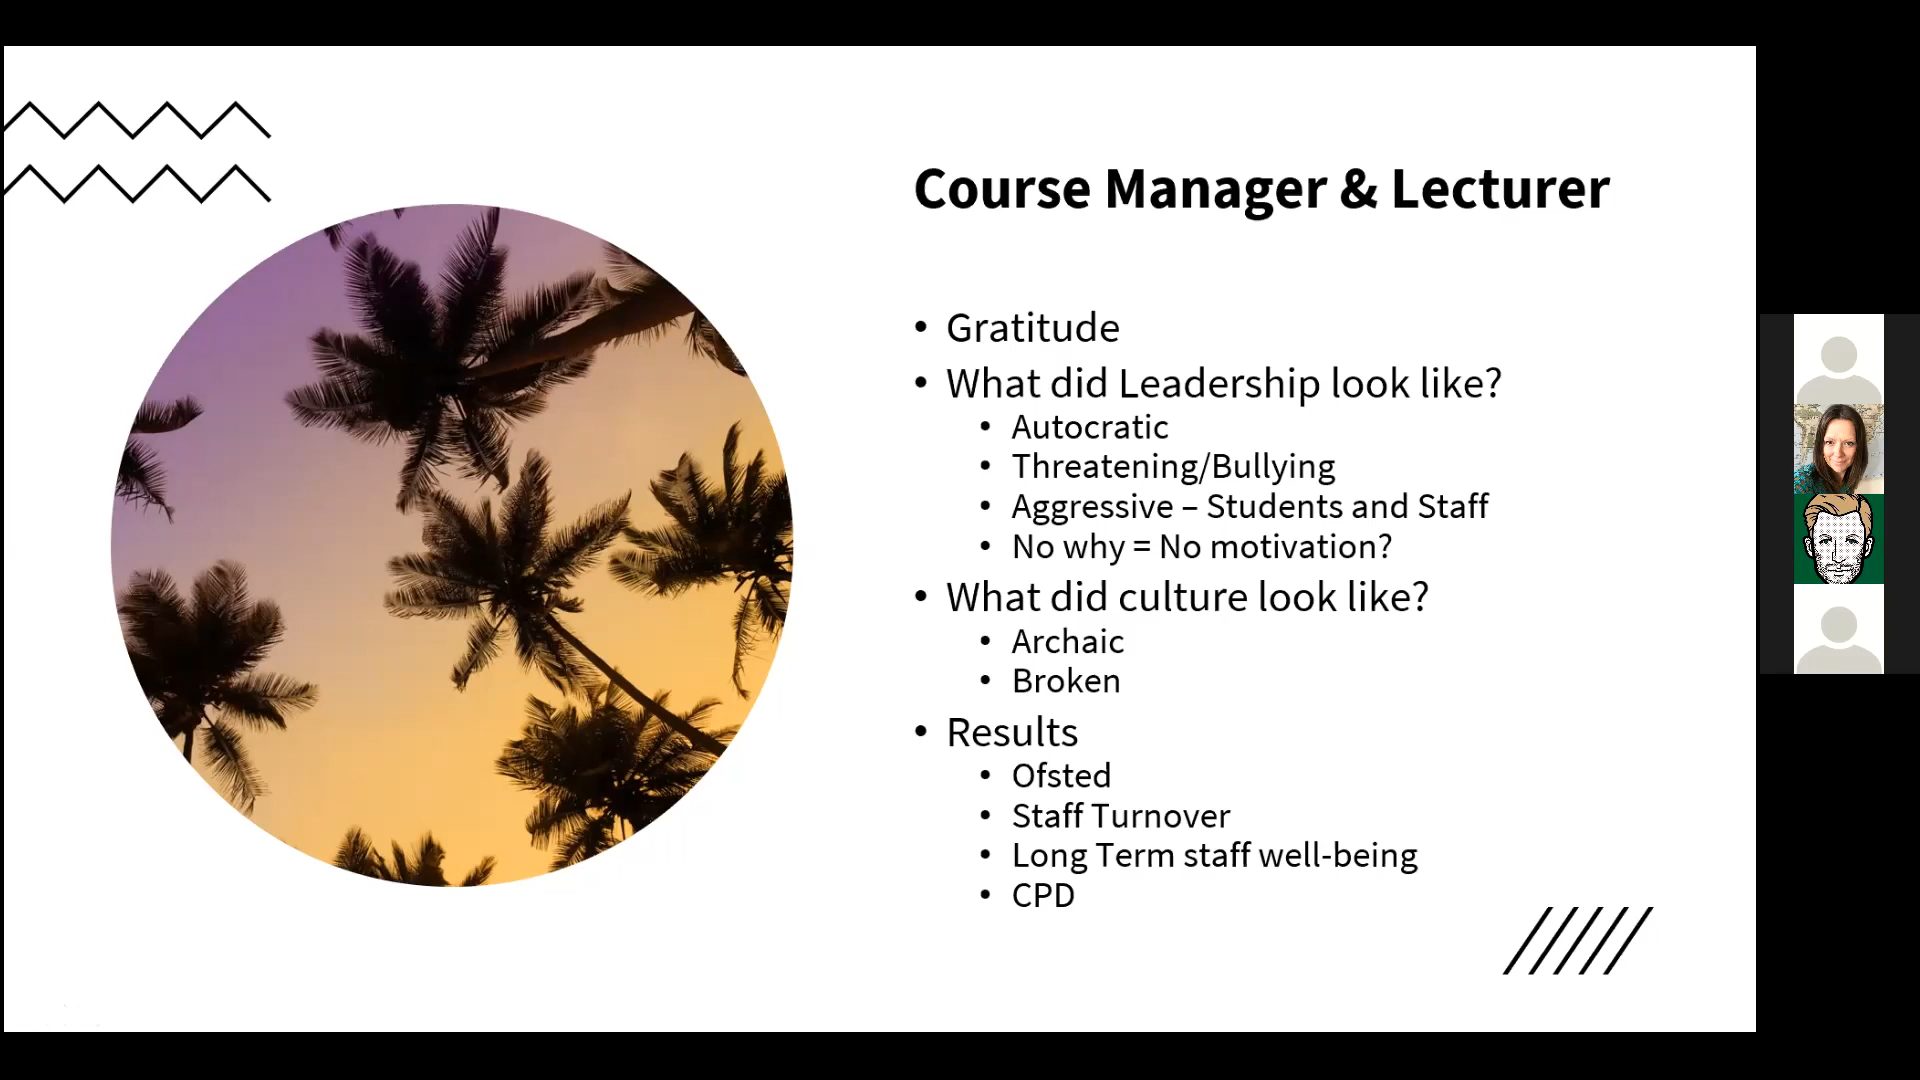 Course Manager & Lecturer
• Gratitude
• What did Leadership look like?
• Autocratic
• Threatening/Bullying
• Aggressive – Students and Staff
• No why = No motivation?
• What did culture look like?
• Archaic
• Broken
• Results
• Ofsted
• Staff Turnover
• Long Term staff well-being
• CPD